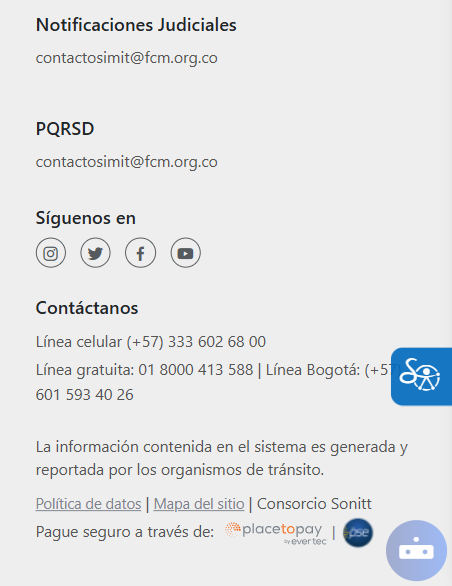 Notificaciones Judiciales
contactosimit@fcm.org.co
PQRSD
contactosimit@fcm.org.co
Síguenos en
Contáctanos
Línea celular (+57) 333 602 68 00
Línea gratuita: 01 8000 413 588 | Línea Bogotá: (+57)
601 593 40 26
La información contenida en el sistema es generada y
reportada por los organismos de tránsito.
Política de datos | Mapa del sitio | Consorcio Sonitt
Pague seguro a través de: placetopay by evertec | pse